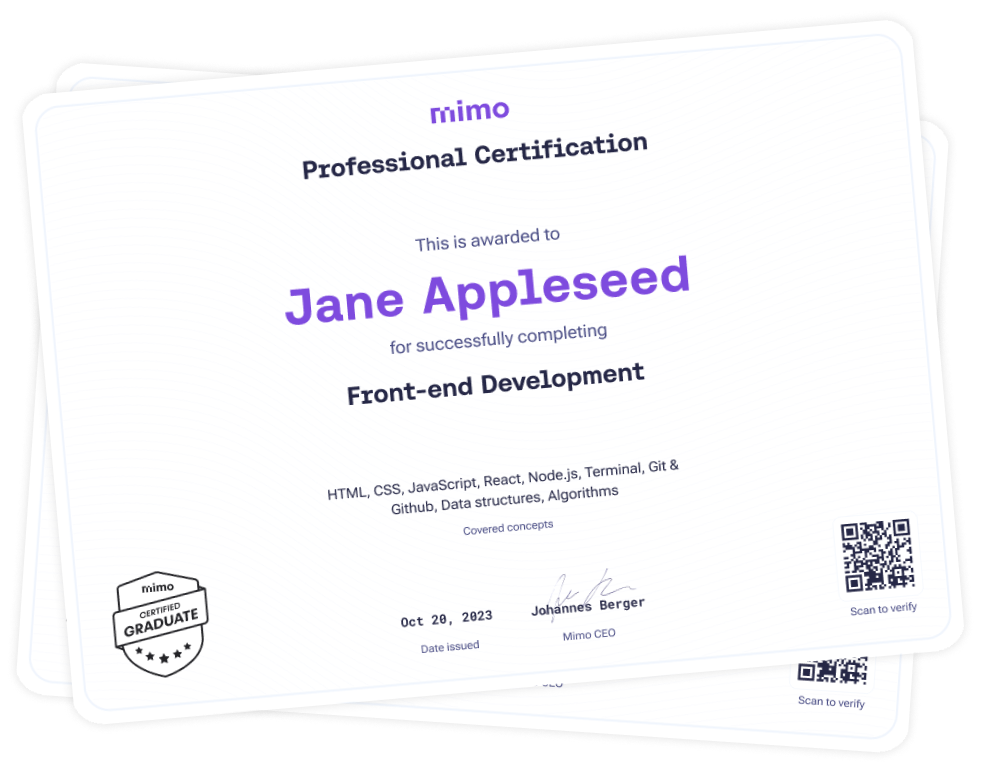 mimo
Professional Certification
This is awarded to
Jane Appleseed
for successfully completing
Front-end Development
HTML, CSS, JavaScript, React, Node.js, Terminal, Git &
Github, Data structures, Algorithms
Covered concepts
mimo
CERTIFIED
GRADUATE
Oct 20, 2023
Date issued
Johannes Berger
Mimo CEO
Scan to verify
Scan to verify